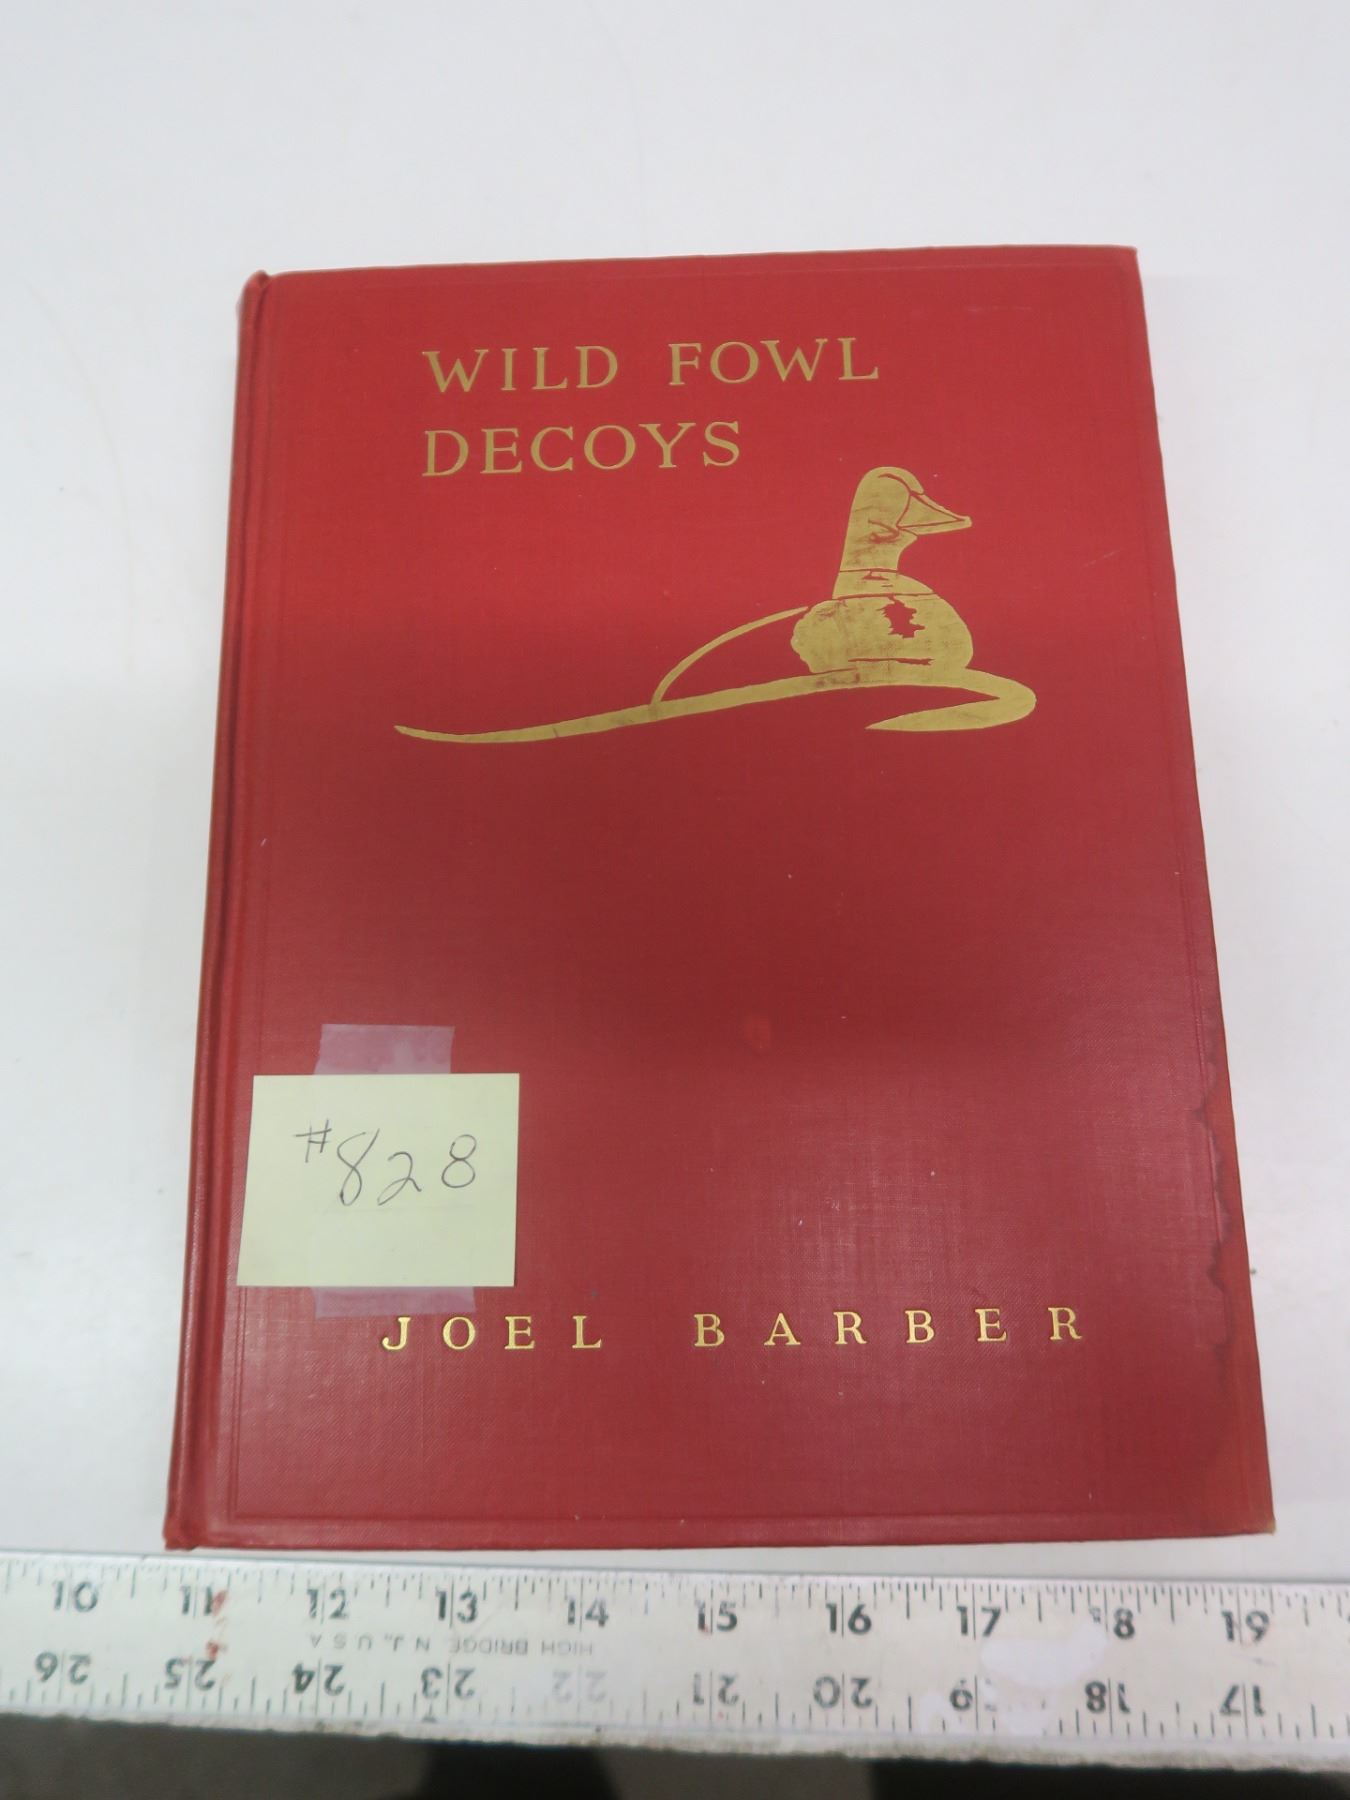 WILD FOWL
DECOYS
#828
JOEL BARBER
10 11 12 13 14 15 16 17 18 19
HIGH BRIDGE N.J., U.S.A
26 25 24 23 22 21 20 19 18 17